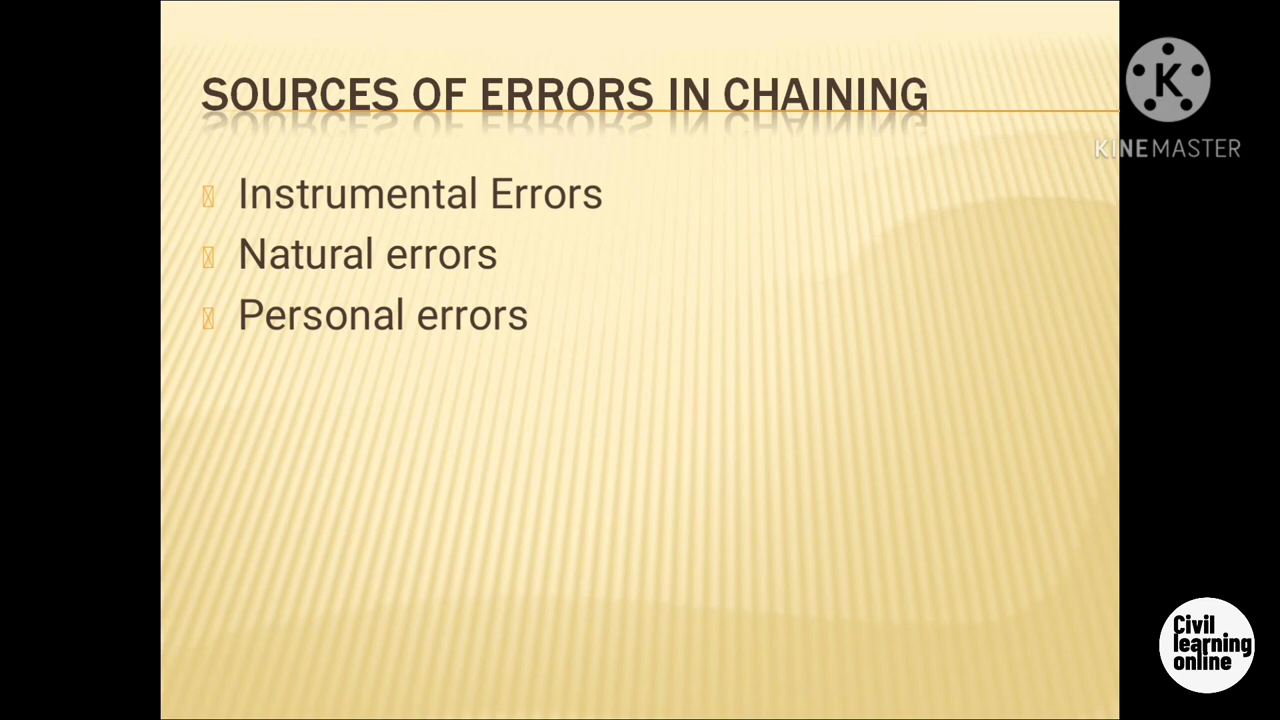 SOURCES OF ERRORS IN CHAINING
Instrumental Errors
Natural errors
Personal errors
K
KINEMASTER
Civil
learning
online